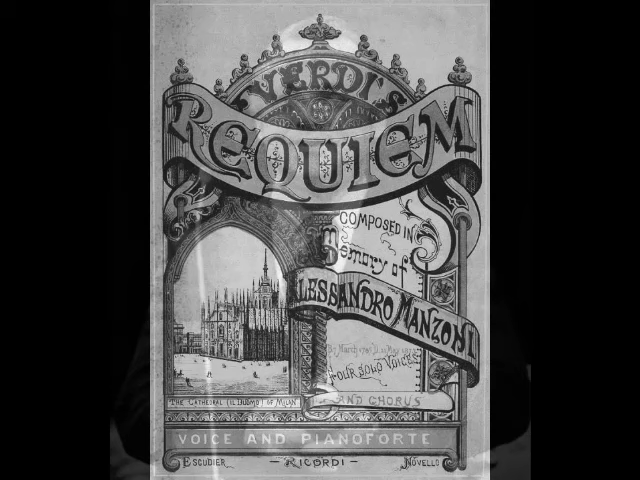 VERDI'S
REQUIEM
COMPOSED IN
Memory of
ALESSANDRO MANZONI
FOUR SOLO VOICES
AND CHORUS
THE CATHEDRAL (IL DUOMO) OF MILAN
VOICE AND PIANOFORTE
ESCUDIER
-RICORDI-
NOVELLO